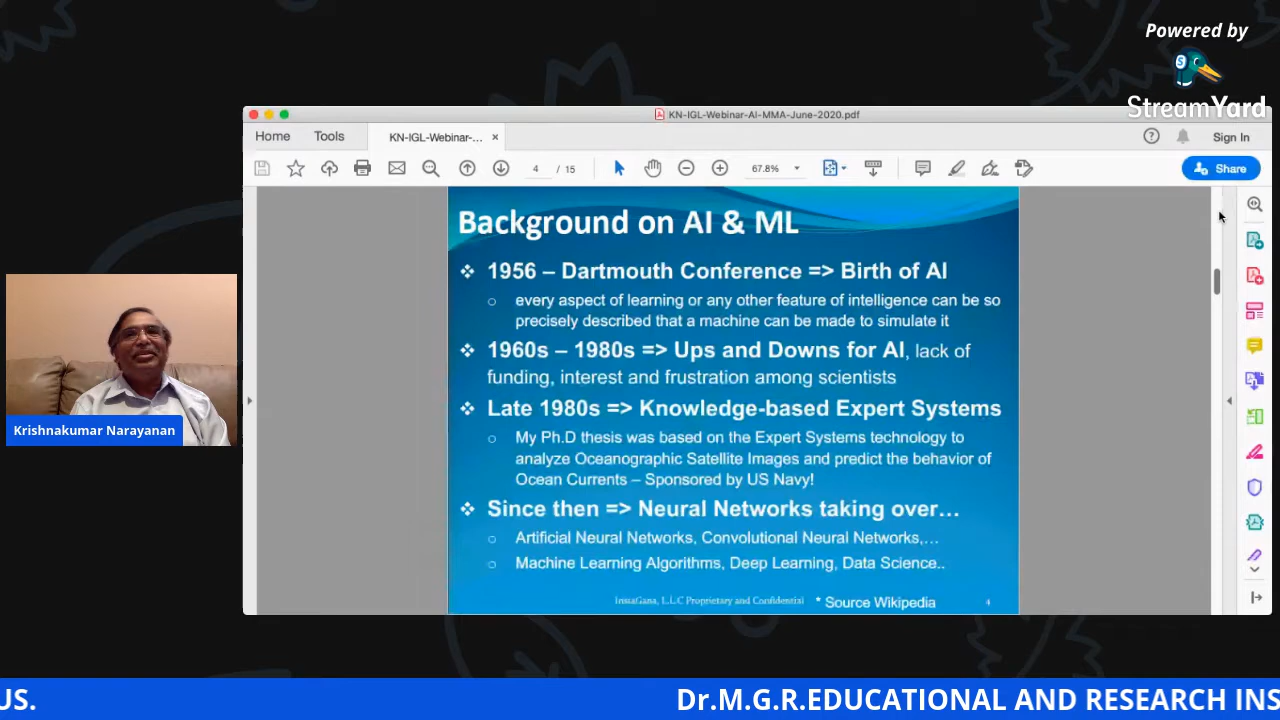 Powered by
StreamYard
KN-IGL-Webinar-AI-MMA-June-2020.pdf
Home Tools KN-IGL-Webinar-... × Sign In
4 / 15 67.8% Share
Background on AI & ML
❖ 1956 – Dartmouth Conference => Birth of AI
○ every aspect of learning or any other feature of intelligence can be so
precisely described that a machine can be made to simulate it
❖ 1960s – 1980s => Ups and Downs for AI, lack of
funding, interest and frustration among scientists
❖ Late 1980s => Knowledge-based Expert Systems
○ My Ph.D thesis was based on the Expert Systems technology to
analyze Oceanographic Satellite Images and predict the behavior of
Ocean Currents – Sponsored by US Navy!
❖ Since then => Neural Networks taking over…
○ Artificial Neural Networks, Convolutional Neural Networks,…
○ Machine Learning Algorithms, Deep Learning, Data Science..
InstaGana, LLC Proprietary and Confidential * Source Wikipedia 4
Krishnakumar Narayanan
US. Dr.M.G.R.EDUCATIONAL AND RESEARCH INS